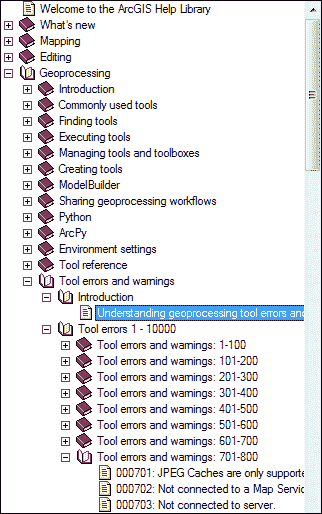 Welcome to the ArcGIS Help Library
What's new
Mapping
Editing
Geoprocessing
Introduction
Commonly used tools
Finding tools
Executing tools
Managing tools and toolboxes
Creating tools
ModelBuilder
Sharing geoprocessing workflows
Python
ArcPy
Environment settings
Tool reference
Tool errors and warnings
Introduction
Understanding geoprocessing tool errors and
Tool errors 1 - 10000
Tool errors and warnings: 1-100
Tool errors and warnings: 101-200
Tool errors and warnings: 201-300
Tool errors and warnings: 301-400
Tool errors and warnings: 401-500
Tool errors and warnings: 501-600
Tool errors and warnings: 601-700
Tool errors and warnings: 701-800
000701: JPEG Caches are only supporte
000702: Not connected to a Map Servic
000703: Not connected to server.